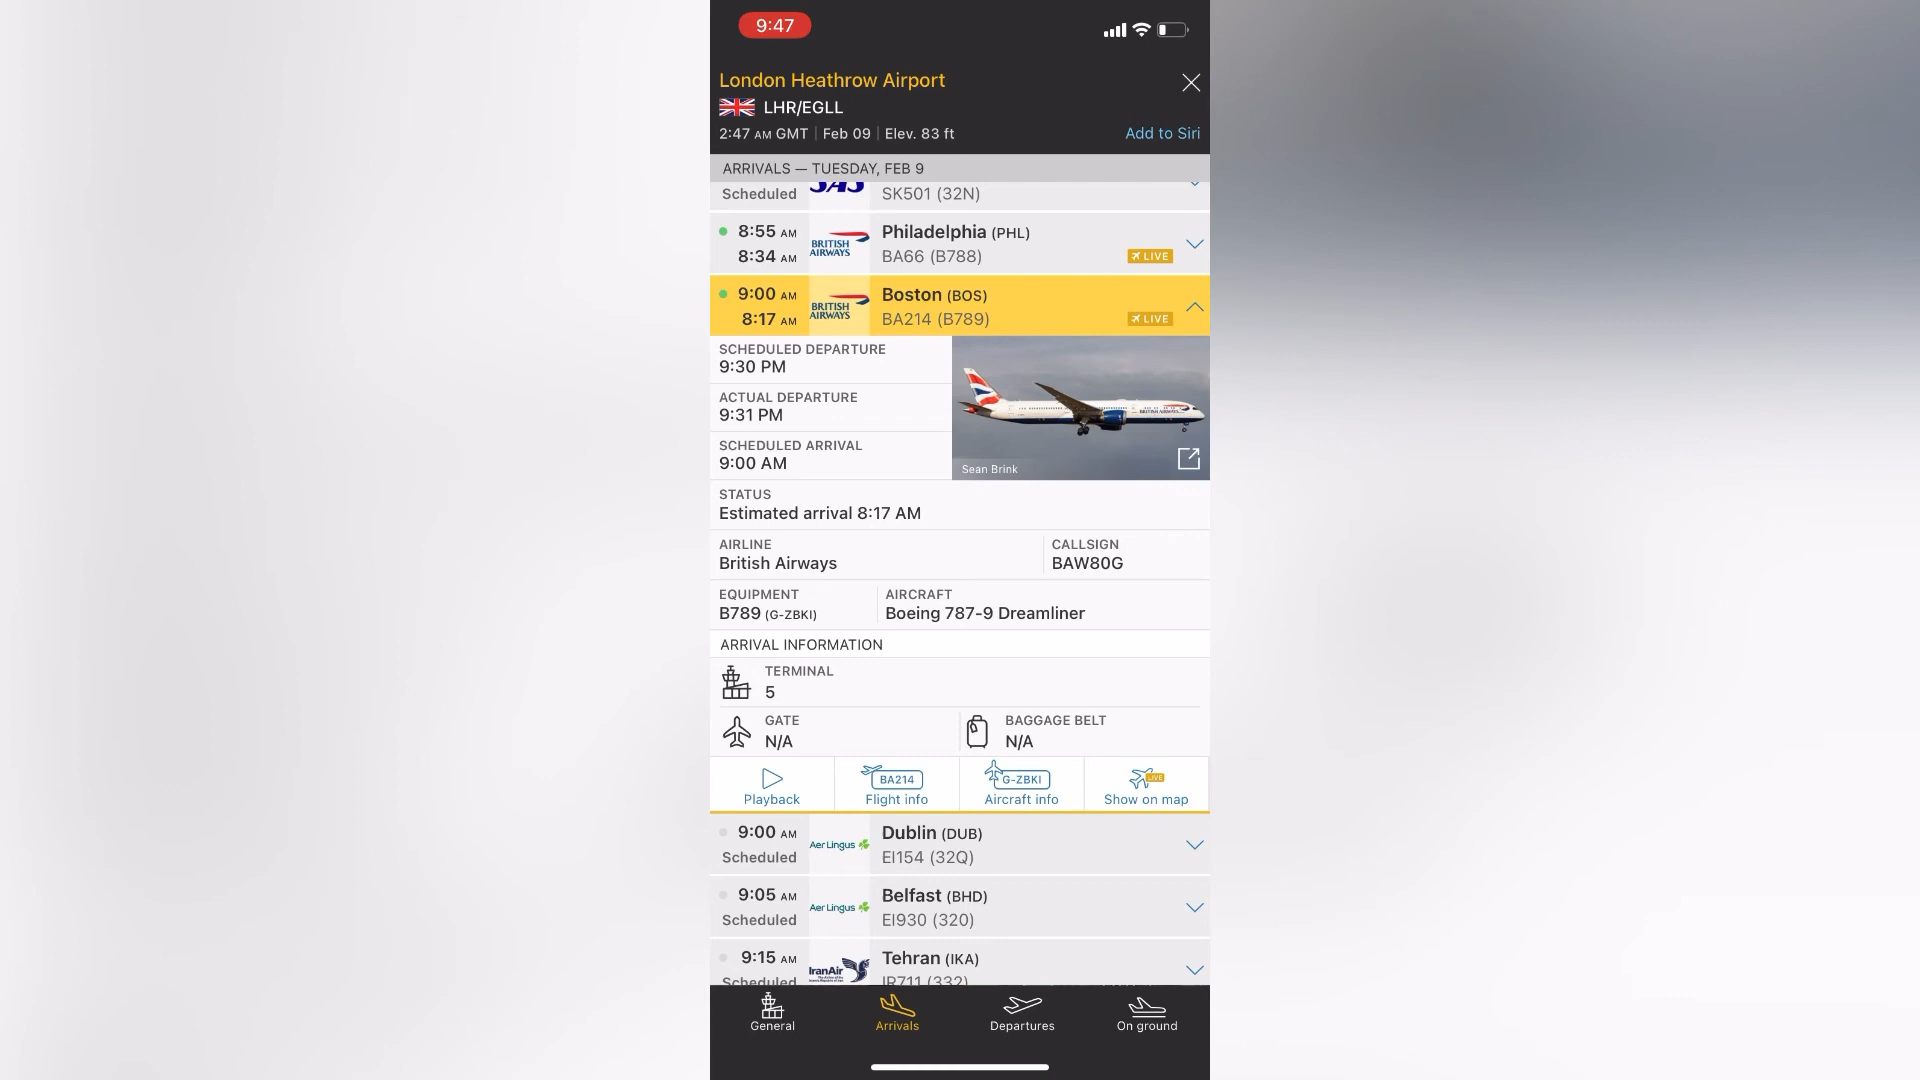 9:47
London Heathrow Airport
LHR/EGLL
2:47 AM GMT | Feb 09 | Elev. 83 ft
Add to Siri
ARRIVALS — TUESDAY, FEB 9
Scheduled
SAS
SK501 (32N)
8:55 AM
8:34 AM
BRITISH AIRWAYS
Philadelphia (PHL)
BA66 (B788)
LIVE
9:00 AM
8:17 AM
BRITISH AIRWAYS
Boston (BOS)
BA214 (B789)
LIVE
SCHEDULED DEPARTURE
9:30 PM
ACTUAL DEPARTURE
9:31 PM
SCHEDULED ARRIVAL
9:00 AM
BRITISH AIRWAYS
Sean Brink
STATUS
Estimated arrival 8:17 AM
AIRLINE
British Airways
CALLSIGN
BAW80G
EQUIPMENT
B789 (G-ZBKI)
AIRCRAFT
Boeing 787-9 Dreamliner
ARRIVAL INFORMATION
TERMINAL
5
GATE
N/A
BAGGAGE BELT
N/A
Playback
BA214
Flight info
G-ZBKI
Aircraft info
LIVE
Show on map
9:00 AM
Scheduled
Aer Lingus
Dublin (DUB)
EI154 (32Q)
9:05 AM
Scheduled
Aer Lingus
Belfast (BHD)
EI930 (320)
9:15 AM
Scheduled
IranAir
Tehran (IKA)
IR711 (332)
General
Arrivals
Departures
On ground